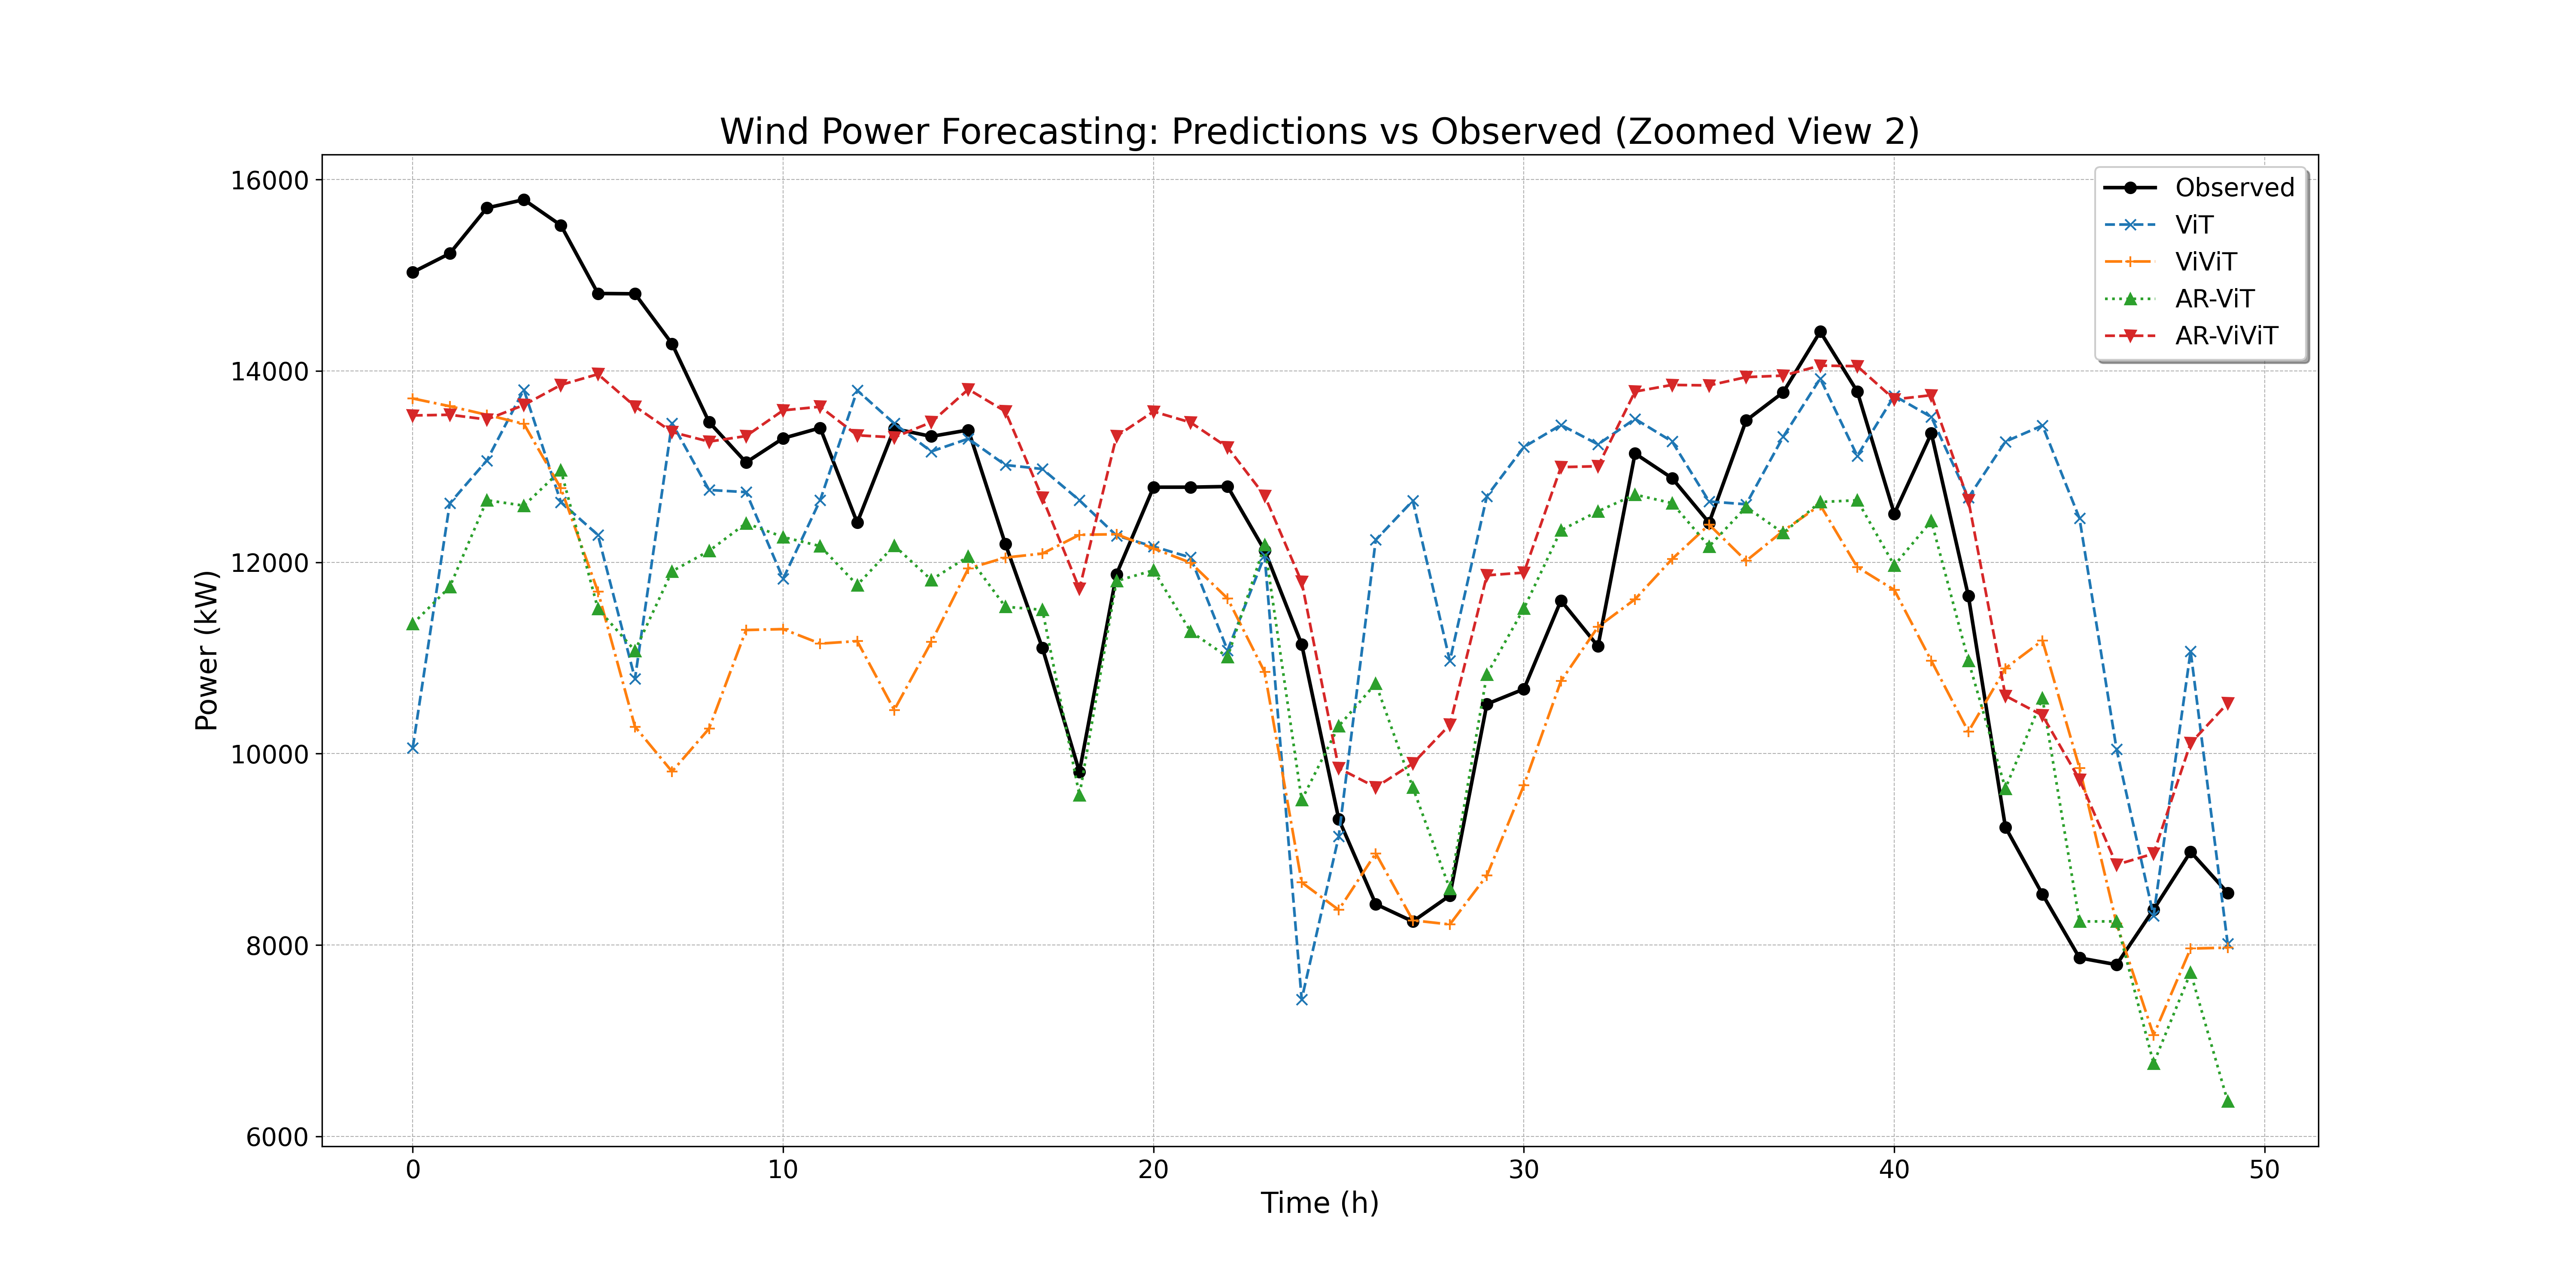 Wind Power Forecasting: Predictions vs Observed (Zoomed View 2)
Power (kW)
16000
14000
12000
10000
8000
6000
0 10 20 30 40 50
Time (h)
Observed
ViT
ViViT
AR-ViT
AR-ViViT